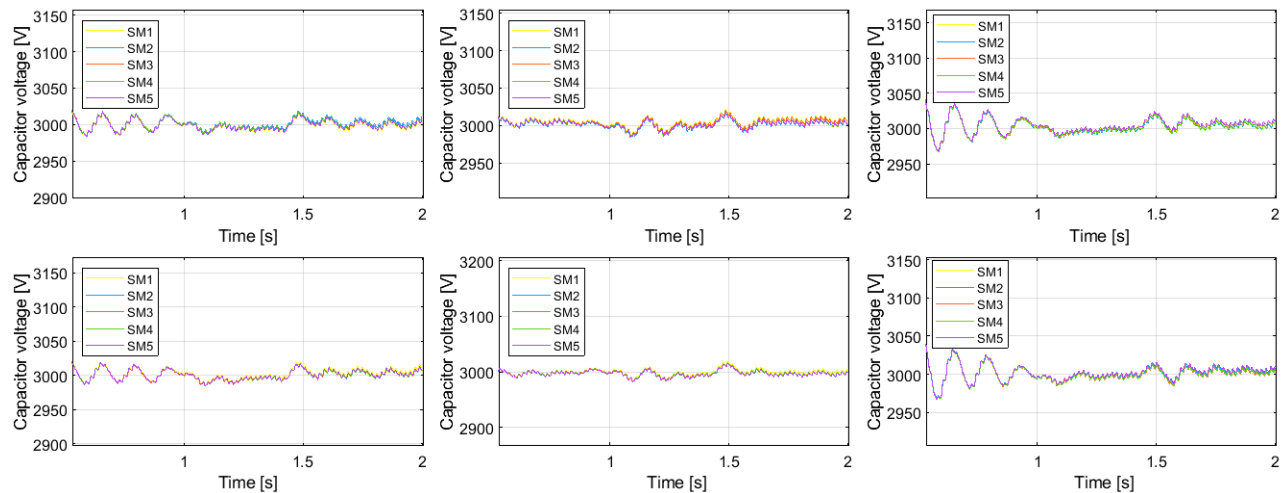 Capacitor voltage [V]
3150
3100
3050
3000
2950
2900
SM1
SM2
SM3
SM4
SM5
1
1.5
2
Time [s]
Capacitor voltage [V]
3150
3100
3050
3000
2950
SM1
SM2
SM3
SM4
SM5
1
1.5
2
Time [s]
Capacitor votlage [V]
3150
3100
3050
3000
2950
SM1
SM2
SM3
SM4
SM5
1
1.5
2
Time [s]
Capacitor voltage [V]
3150
3100
3050
3000
2950
2900
SM1
SM2
SM3
SM4
SM5
1
1.5
2
Time [s]
Capacitor voltage [V]
3200
3100
3000
2900
SM1
SM2
SM3
SM4
SM5
1
1.5
2
Time [s]
Capacitor voltage [V]
3150
3100
3050
3000
2950
SM1
SM2
SM3
SM4
SM5
1
1.5
2
Time [s]